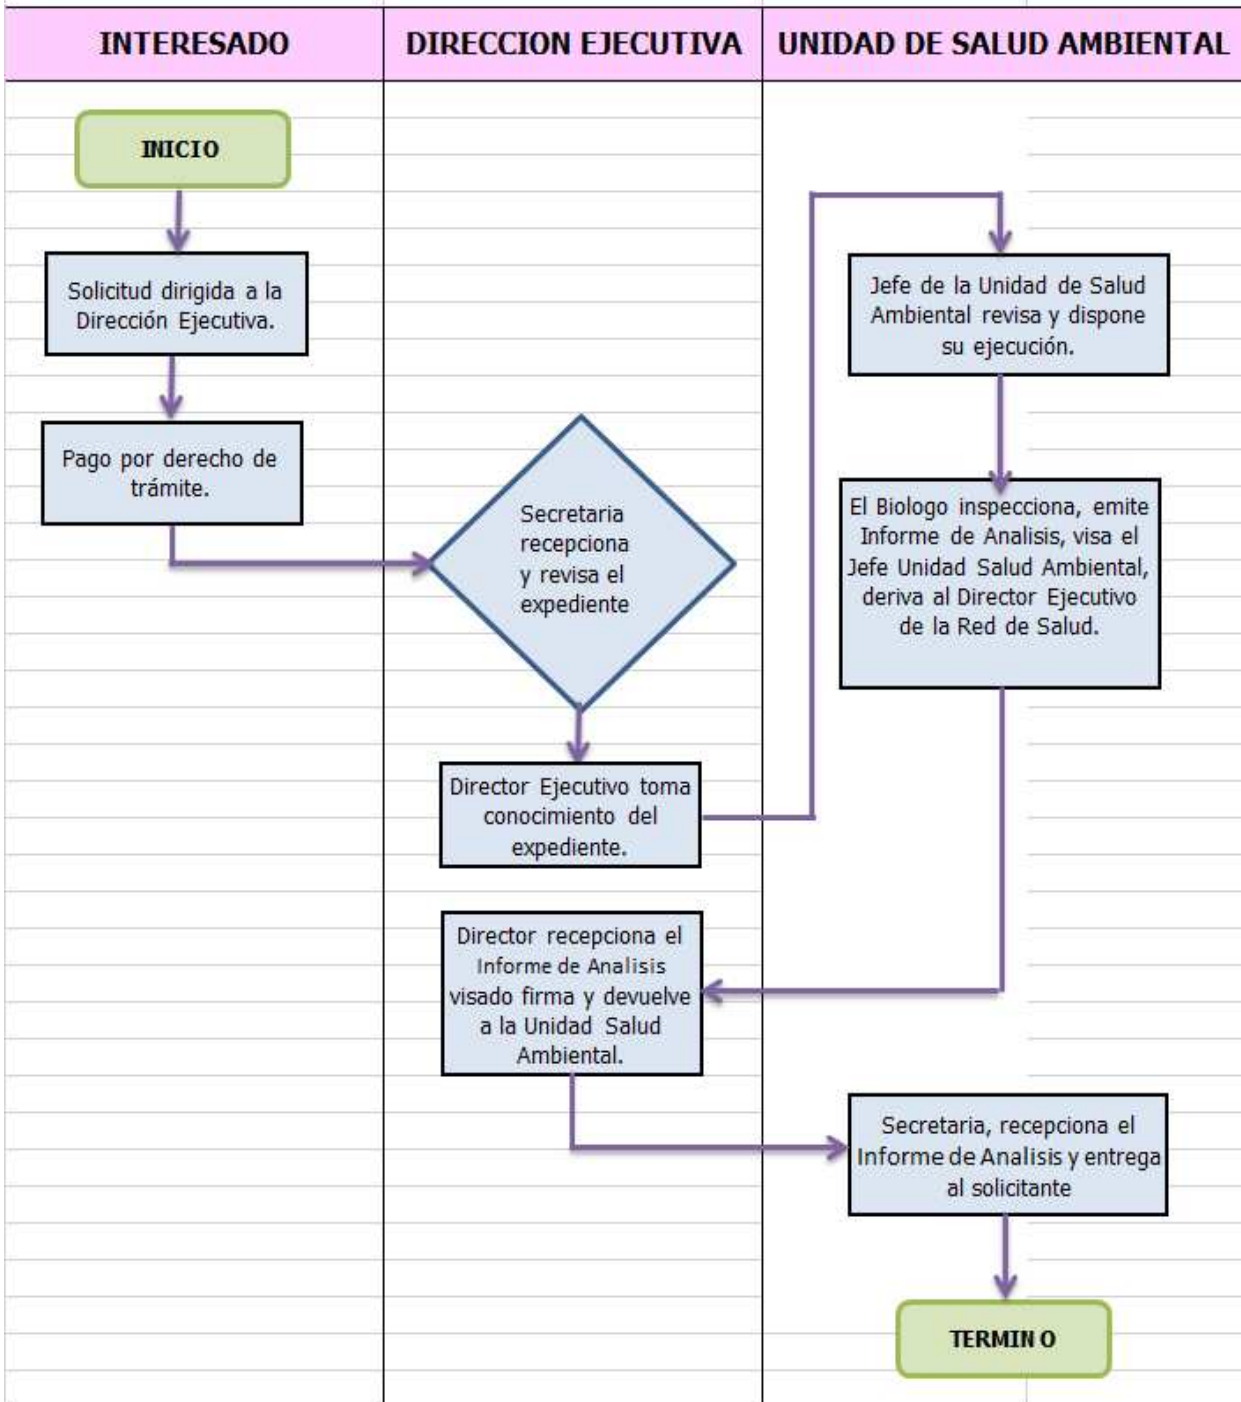 INTERESADO
DIRECCION EJECUTIVA
UNIDAD DE SALUD AMBIENTAL
INICIO
Solicitud dirigida a la
Dirección Ejecutiva.
Pago por derecho de
trámite.
Secretaria
recepciona
y revisa el
expediente
Director Ejecutivo toma
conocimiento del
expediente.
Jefe de la Unidad de Salud
Ambiental revisa y dispone
su ejecución.
El Biologo inspecciona, emite
Informe de Analisis, visa el
Jefe Unidad Salud Ambiental,
deriva al Director Ejecutivo
de la Red de Salud.
Director recepciona el
Informe de Analisis
visado firma y devuelve
a la Unidad Salud
Ambiental.
Secretaria, recepciona el
Informe de Analisis y entrega
al solicitante
TERMINO